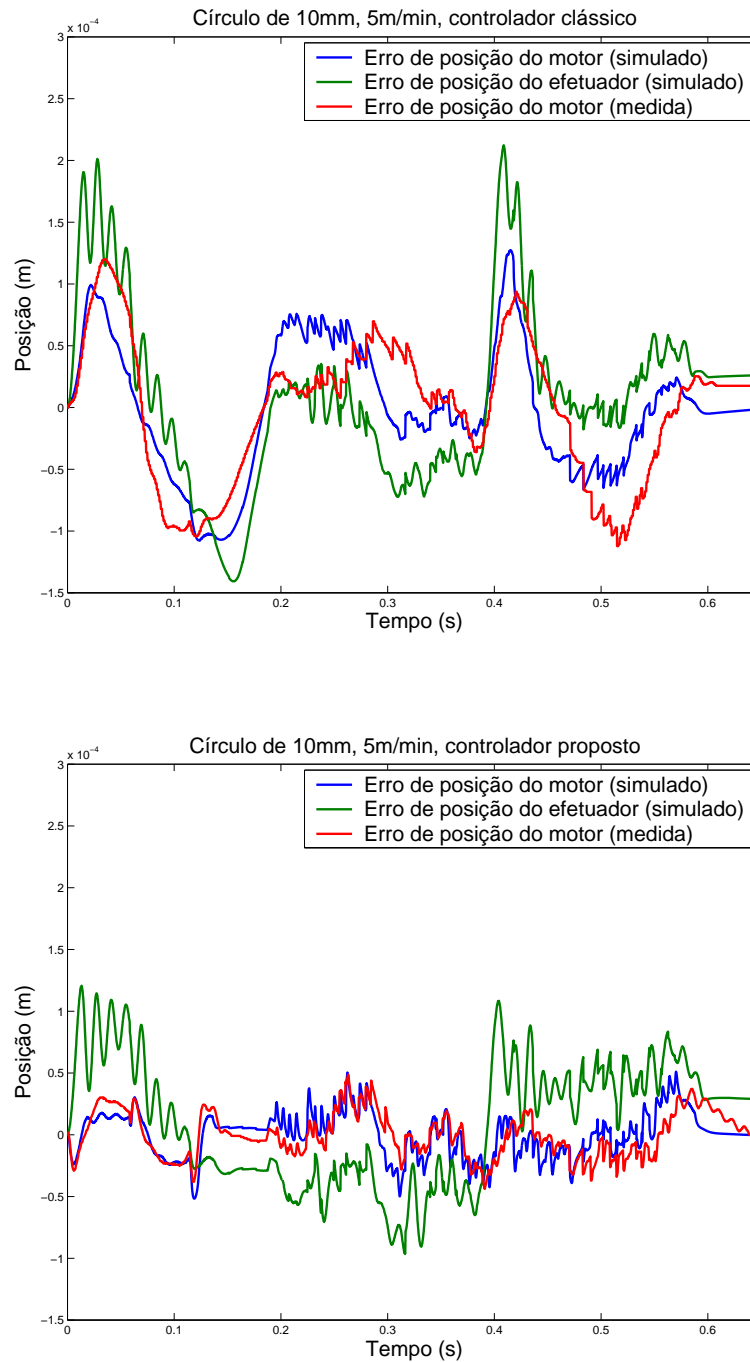 Círculo de 10mm, 5m/min, controlador clássico
x 10⁻⁴
Erro de posição do motor (simulado)
Erro de posição do efetuador (simulado)
Erro de posição do motor (medida)
Posição (m)
3
2.5
2
1.5
1
0.5
0
−0.5
−1
−1.5
0 0.1 0.2 0.3 0.4 0.5 0.6
Tempo (s)
Círculo de 10mm, 5m/min, controlador proposto
x 10⁻⁴
Erro de posição do motor (simulado)
Erro de posição do efetuador (simulado)
Erro de posição do motor (medida)
Posição (m)
3
2.5
2
1.5
1
0.5
0
−0.5
−1
−1.5
0 0.1 0.2 0.3 0.4 0.5 0.6
Tempo (s)